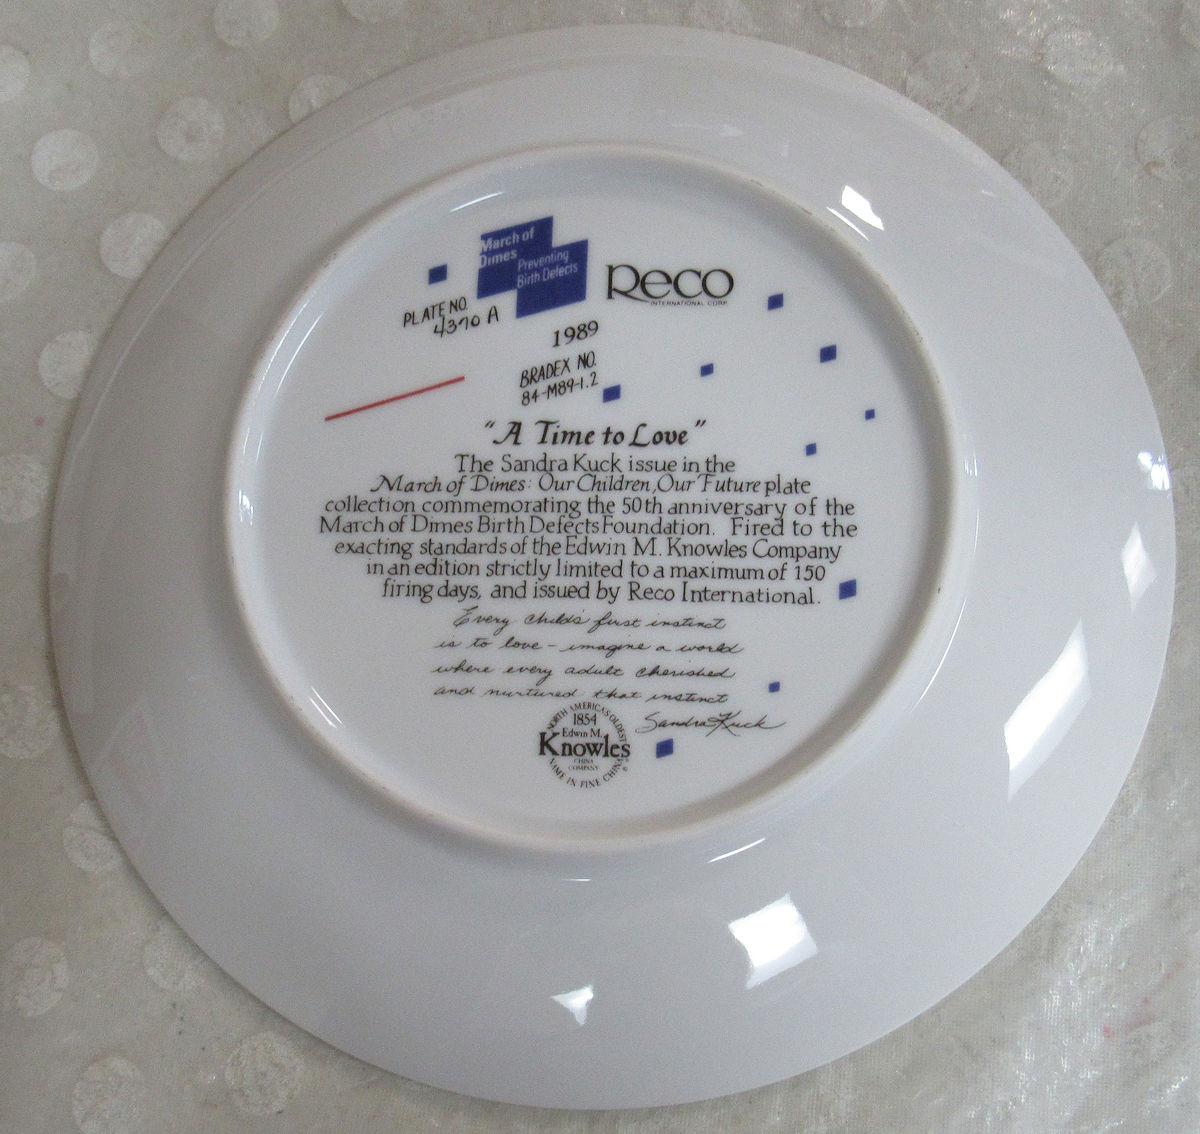 March of
Dimes
Preventing
Birth Defects
Reco
INTERNATIONAL CORP.
PLATE NO.
4370 A
1989
BRADEX NO.
84-M89-1.2
"A Time to Love"
The Sandra Kuck issue in the
March of Dimes: Our Children, Our Future plate
collection commemorating the 50th anniversary of the
March of Dimes Birth Defects Foundation. Fired to the
exacting standards of the Edwin M. Knowles Company
in an edition strictly limited to a maximum of 150
firing days, and issued by Reco International.
Every child's first instinct
is to love - imagine a world
where every adult cherished
and nurtured that instinct
Sandra Kuck
NORTH AMERICA'S OLDEST
1854
Edwin M.
Knowles
CHINA
COMPANY
NAME IN FINE CHINA